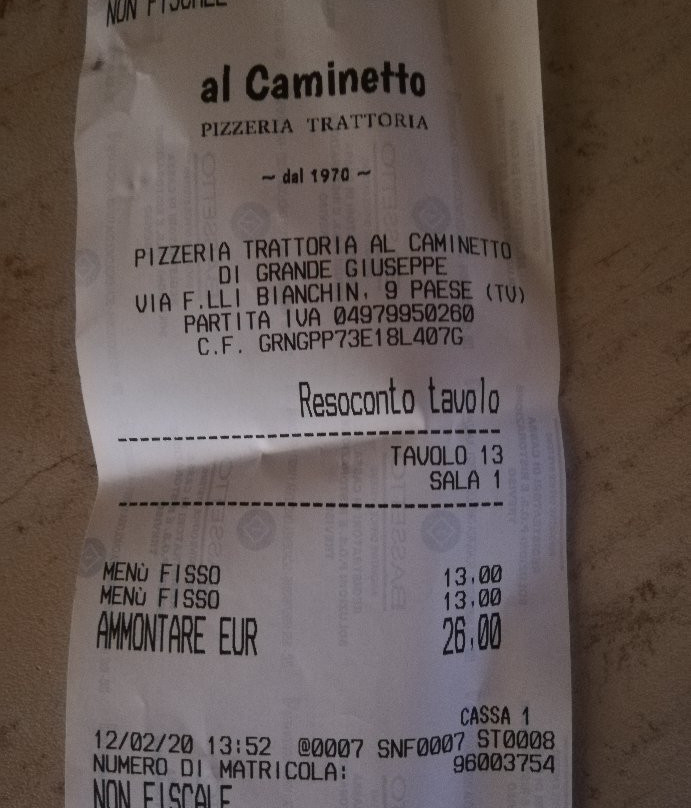 NON FISCALE
al Caminetto
PIZZERIA TRATTORIA
~ dal 1970 ~
PIZZERIA TRATTORIA AL CAMINETTO
DI GRANDE GIUSEPPE
VIA F.LLI BIANCHIN, 9 PAESE (TV)
PARTITA IVA 04979950260
C.F. GRNGPP73E18L407G
Resoconto tavolo
TAVOLO 13
SALA 1
MENÙ FISSO 13,00
MENÙ FISSO 13,00
AMMONTARE EUR 26,00
CASSA 1
12/02/20 13:52 @0007 SNF0007 ST0008
NUMERO DI MATRICOLA: 96003754
NON FISCALE